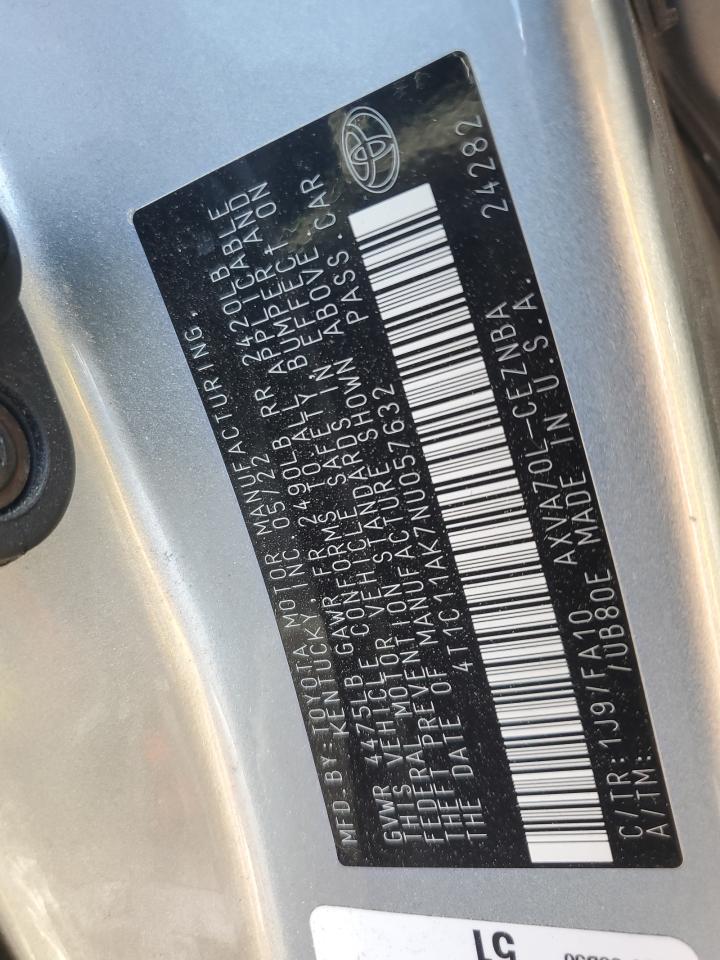 MFD. BY: TOYOTA MOTOR MANUFACTURING,
KENTUCKY, INC 05/22
GVWR 4475LB GAWR FR 2490LB RR 2420LB
THIS VEHICLE CONFORMS TO ALL APPLICABLE
FEDERAL MOTOR VEHICLE SAFETY BUMPER, AND
THEFT PREVENTION STANDARDS IN EFFECT ON
THE DATE OF MANUFACTURE SHOWN ABOVE.
4T1C11AK7NU057632 PASS. CAR
C/TR: 1J9/FA10 AXVA70L-CEZNBA 24282
A/TM: /UB80E MADE IN U.S.A.
51